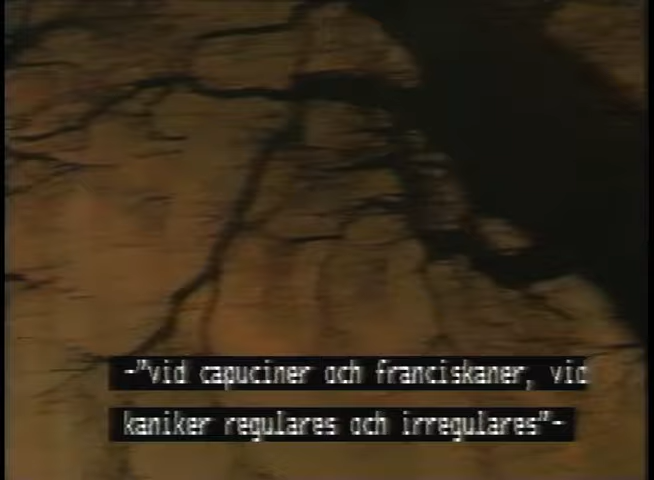 -"vid capuciner och franciskaner, vid
kaniker regulares och irregulares"-